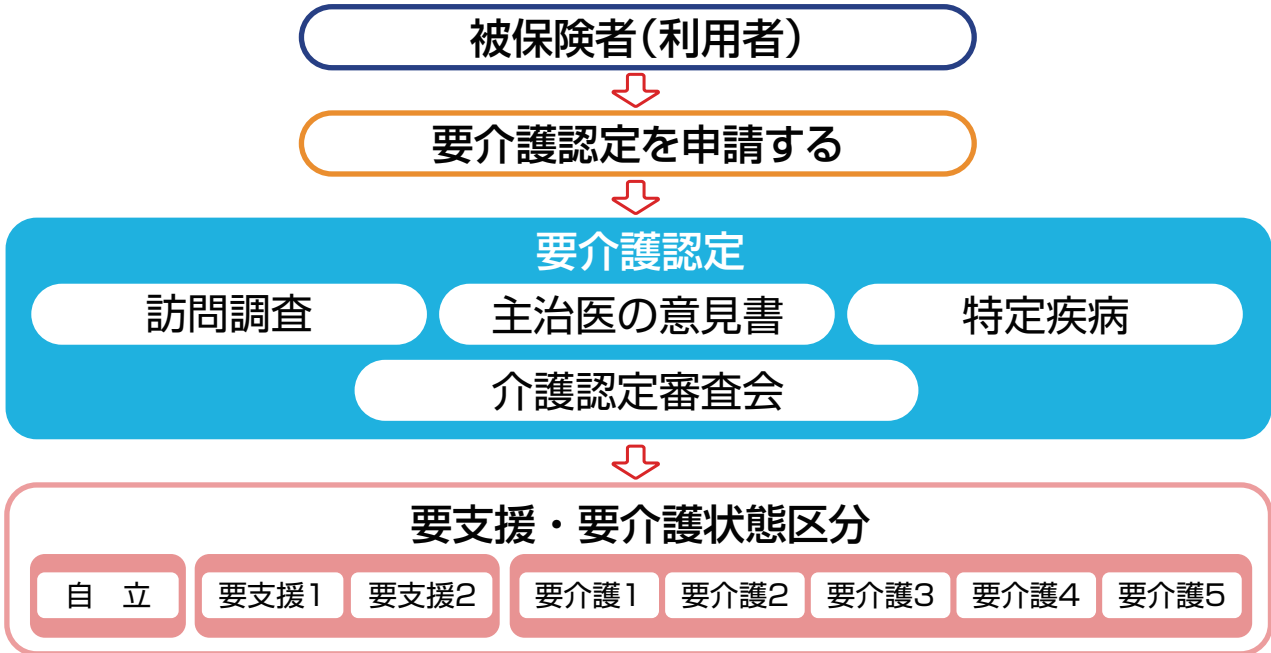 被保険者(利用者)
要介護認定を申請する
要介護認定
訪問調査 主治医の意見書 特定疾病
介護認定審査会
要支援・要介護状態区分
自 立 要支援1 要支援2 要介護1 要介護2 要介護3 要介護4 要介護5